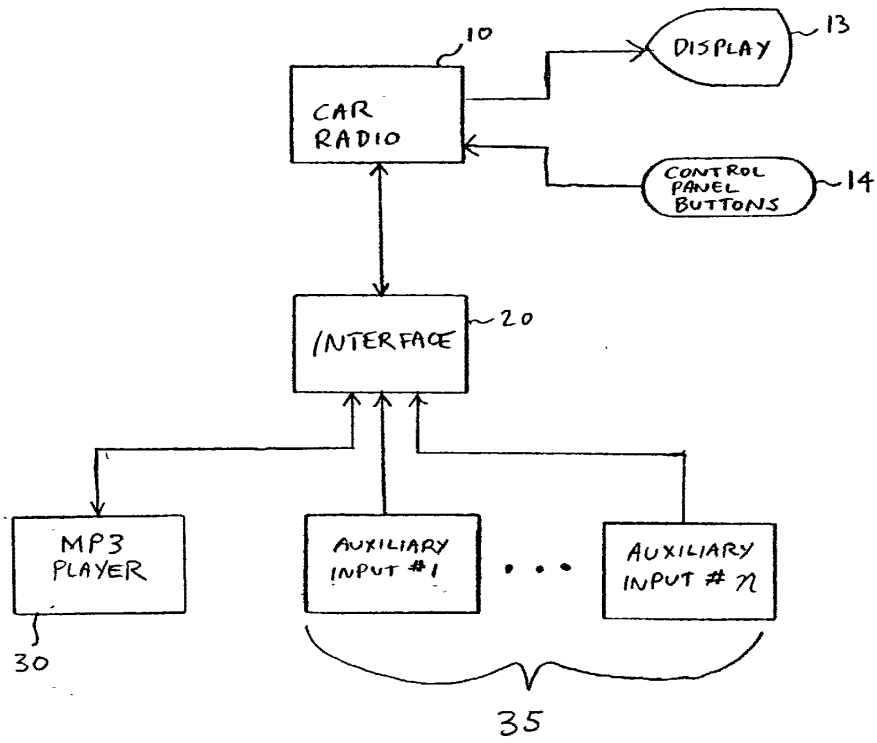 10
CAR
RADIO
DISPLAY
13
CONTROL
PANEL
BUTTONS
14
INTERFACE
20
MP3
PLAYER
30
AUXILIARY
INPUT #1
• • •
AUXILIARY
INPUT # n
35